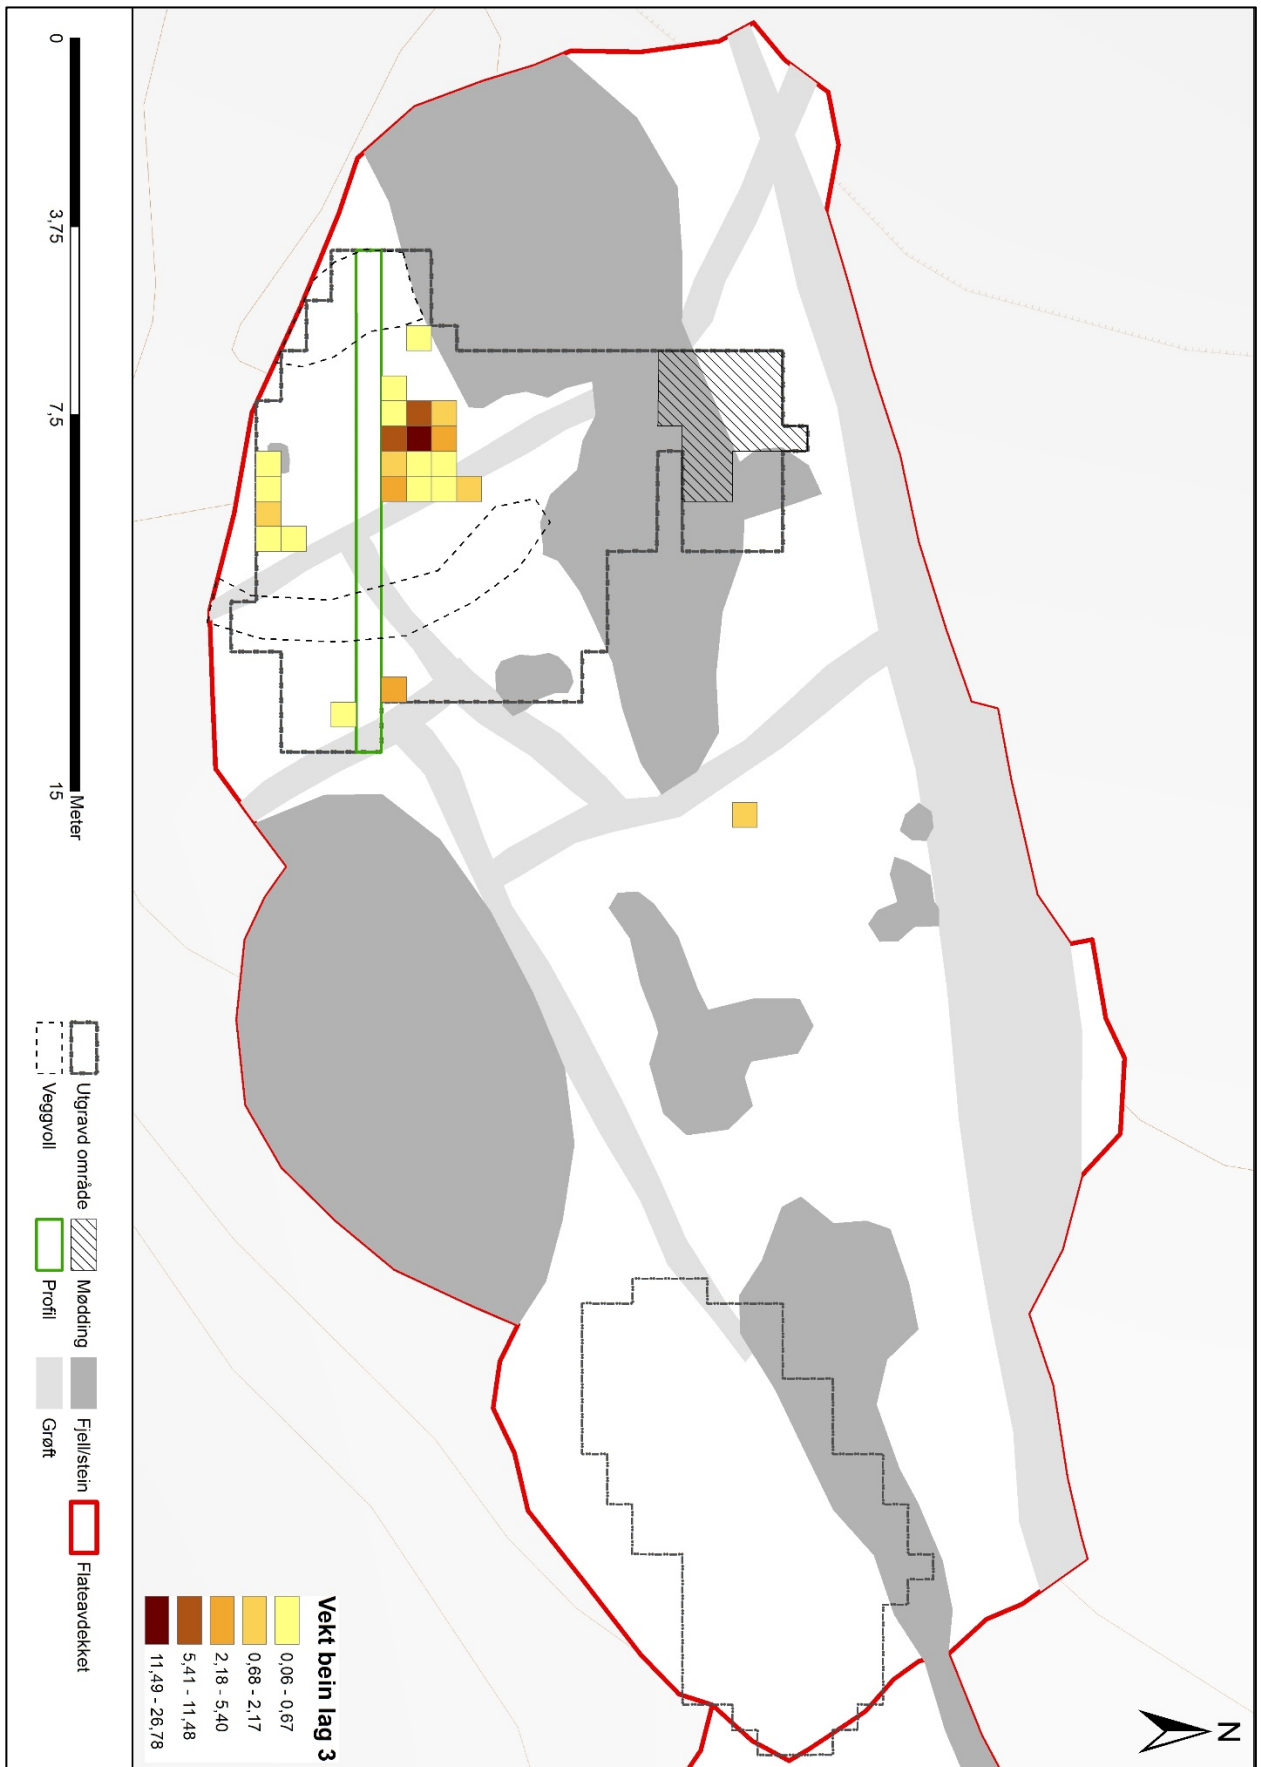 N
Vekt bein lag 3
0,06 - 0,67
0,68 - 2,17
2,18 - 5,40
5,41 - 11,48
11,49 - 26,78
0 3,75 7,5 15
Meter
Utgravd område Mødding Fjell/stein Flateavdekket
Veggvoll Profil Grøft